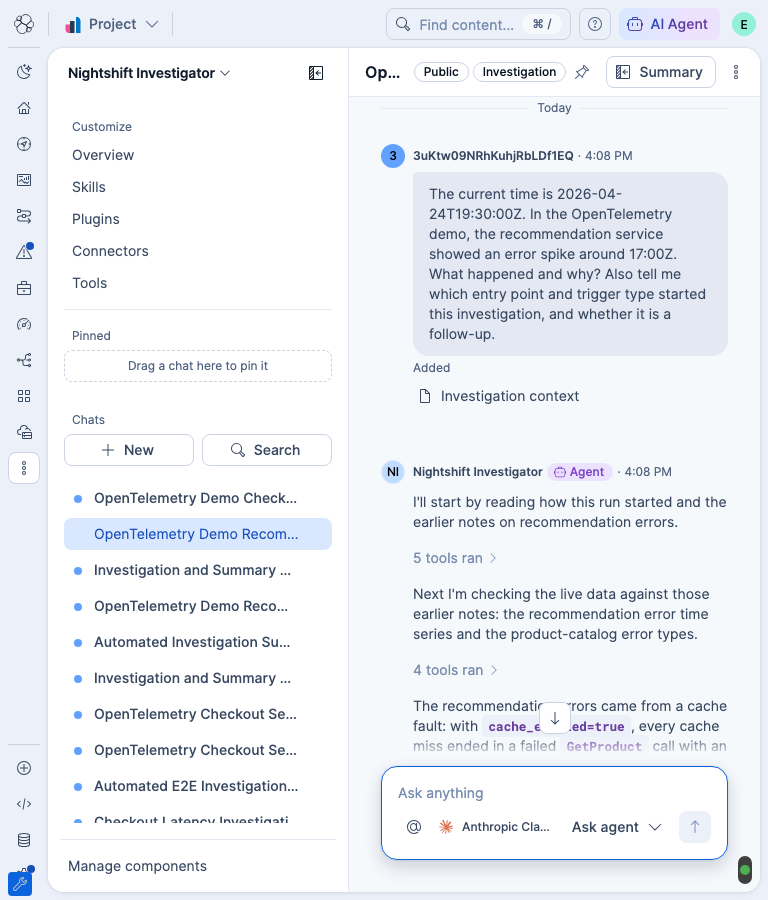 Project
Find content...
⌘ /
AI Agent
E
Nightshift Investigator
Customize
Overview
Skills
Plugins
Connectors
Tools
Pinned
Drag a chat here to pin it
Chats
New
Search
OpenTelemetry Demo Check...
OpenTelemetry Demo Recom...
Investigation and Summary ...
OpenTelemetry Demo Reco...
Automated Investigation Su...
Investigation and Summary ...
OpenTelemetry Checkout Se...
OpenTelemetry Checkout Se...
Automated E2E Investigation...
Checkout Latency Investigati
Manage components
Op...
Public
Investigation
Summary
Today
3
3uKtw09NRhKuhjRbLDf1EQ · 4:08 PM
The current time is 2026-04-
24T19:30:00Z. In the OpenTelemetry
demo, the recommendation service
showed an error spike around 17:00Z.
What happened and why? Also tell me
which entry point and trigger type started
this investigation, and whether it is a
follow-up.
Added
Investigation context
NI
Nightshift Investigator Agent · 4:08 PM
I'll start by reading how this run started and the
earlier notes on recommendation errors.
5 tools ran
Next I'm checking the live data against those
earlier notes: the recommendation error time
series and the product-catalog error types.
4 tools ran
The errors came from a cache
fault: with , every cache
miss ended in a failed GetProduct call with an
Ask anything
@
Anthropic Cla...
Ask agent